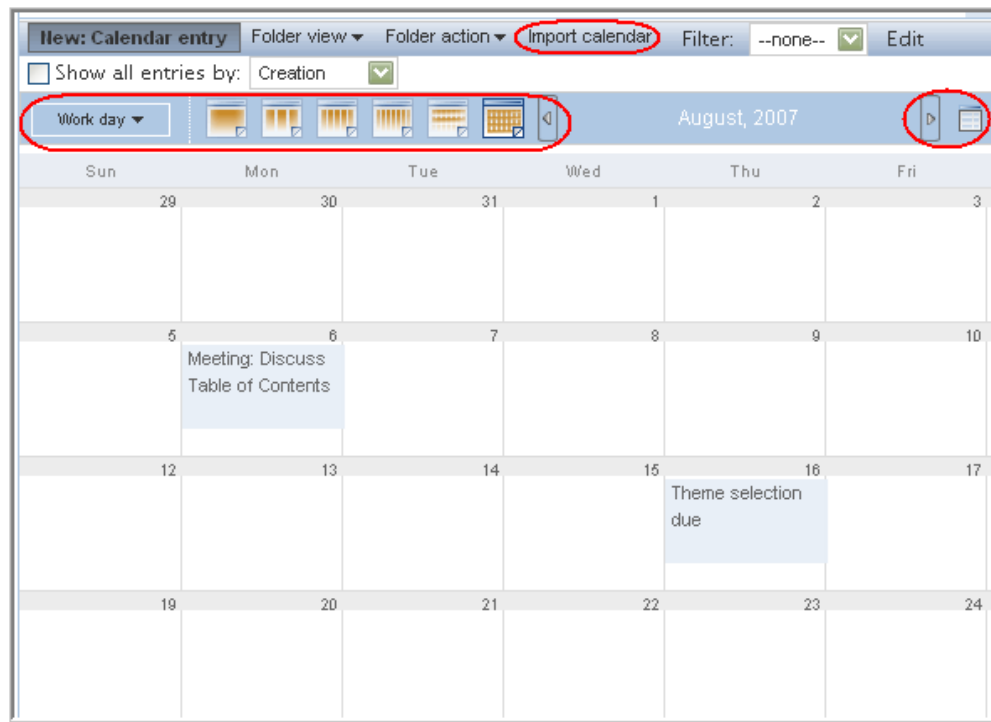 New: Calendar entry Folder view Folder action Import calendar Filter: --none-- Edit
Show all entries by: Creation
Work day August, 2007
Sun Mon Tue Wed Thu Fri
29 30 31 1 2 3
5 6 7 8 9 10
Meeting: Discuss
Table of Contents
12 13 14 15 16 17
Theme selection
due
19 20 21 22 23 24